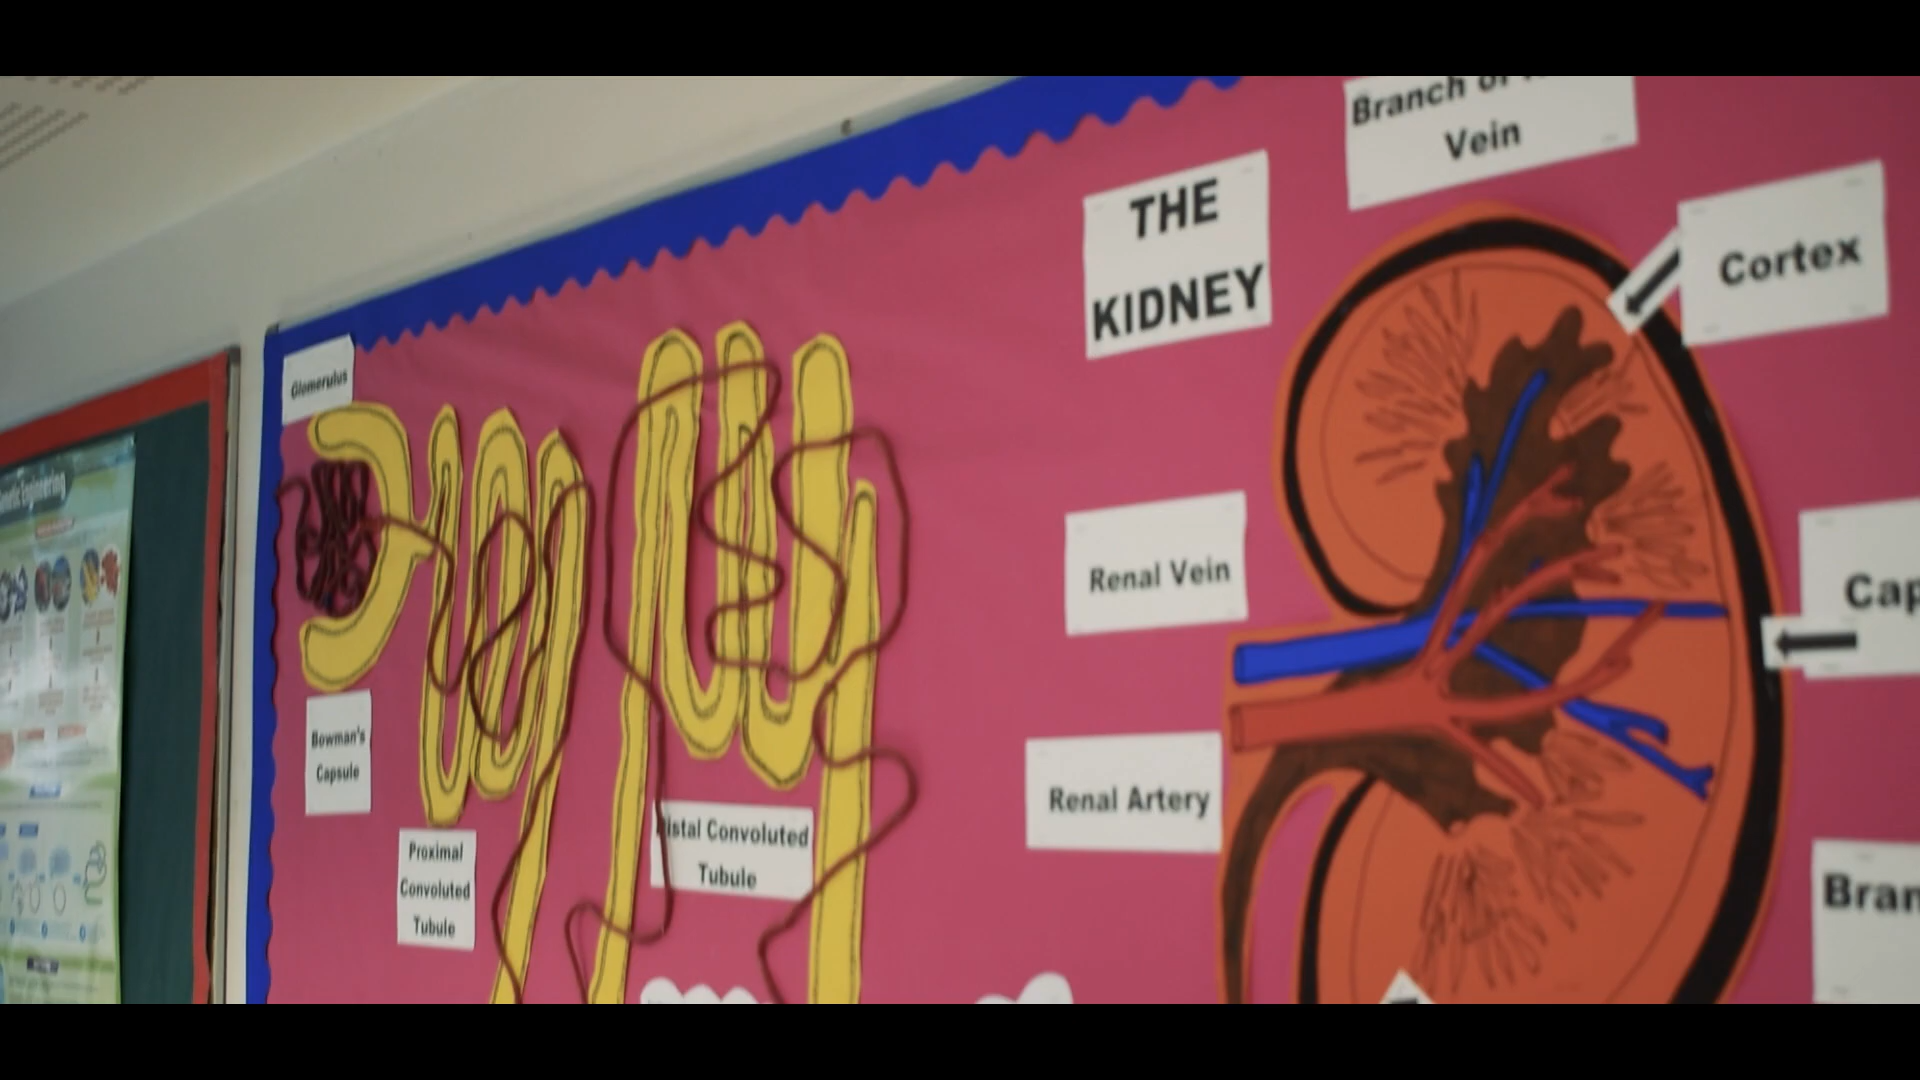 Branch of
Vein
THE
KIDNEY
Cortex
Glomerulus
Renal Vein
Cap
Bowman's
Capsule
Renal Artery
istal Convoluted
Tubule
Proximal
Convoluted
Tubule
Bran
Engineering